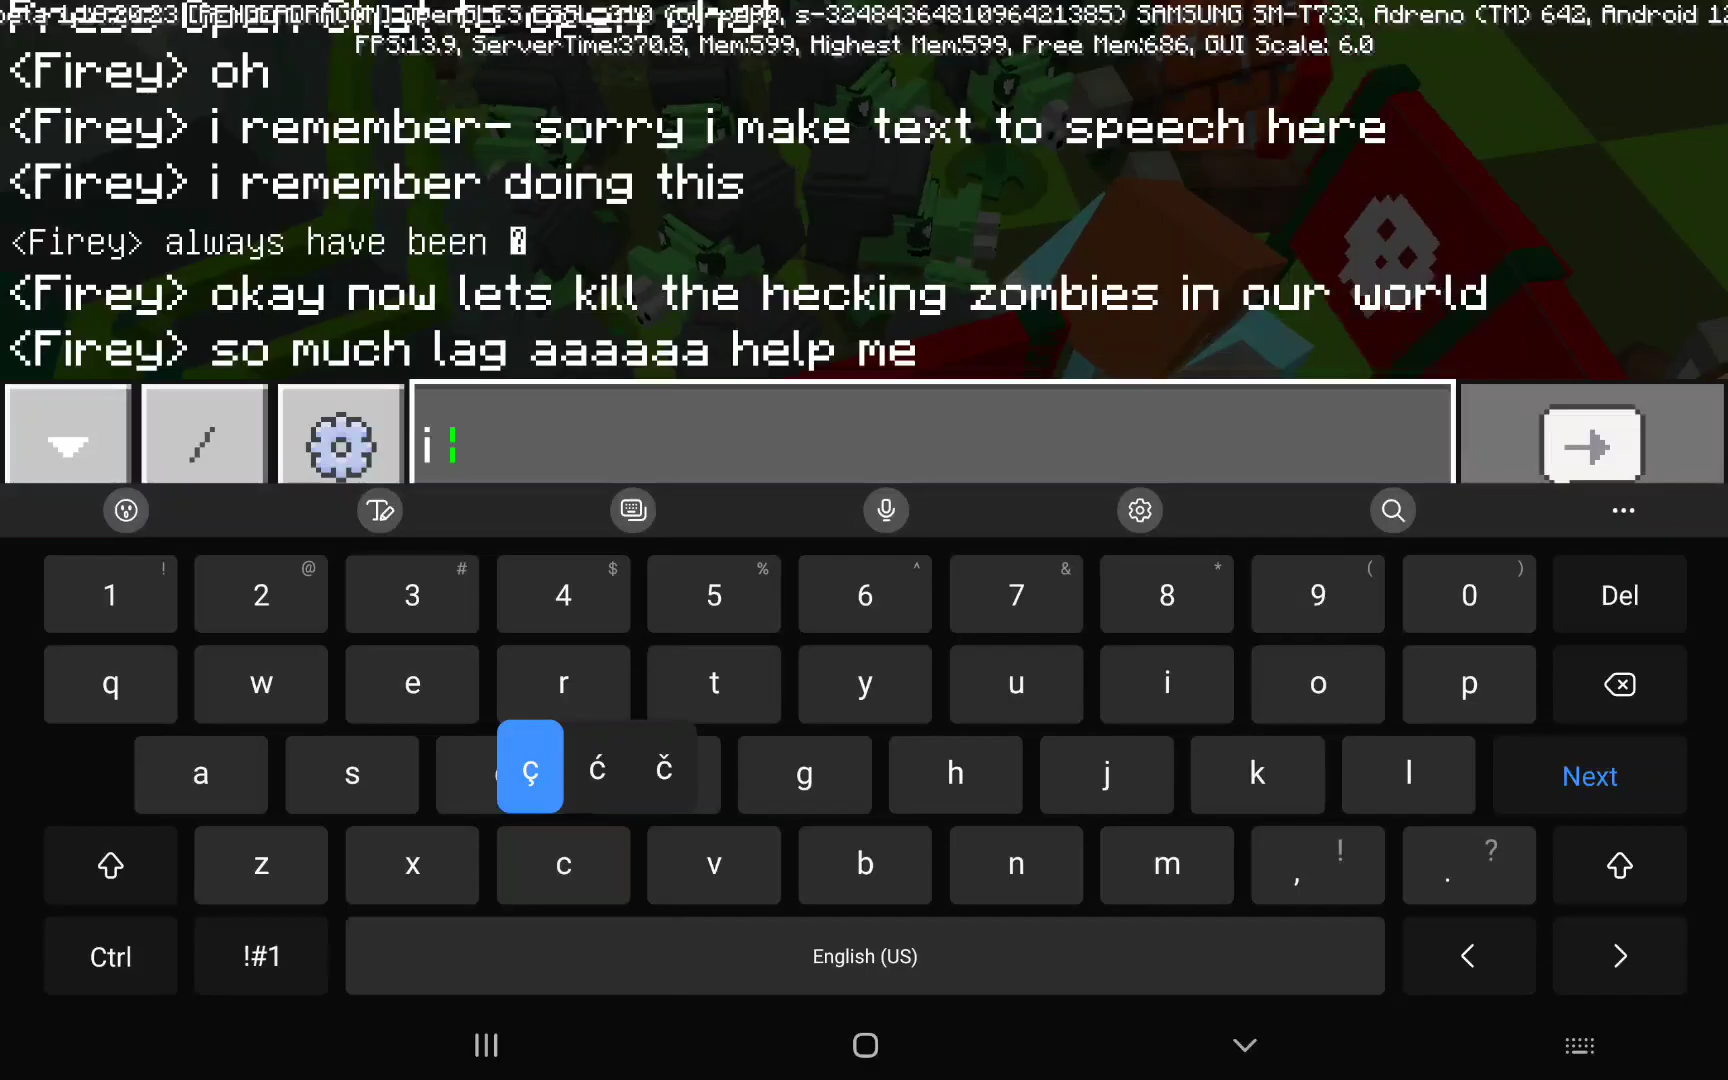 FPS:13.9, ServerTime:370.8, Mem:599, Highest Mem:599, Free Mem:686, GUI Scale: 6.0
<Firey> oh
<Firey> i remember- sorry i make text to speech here
<Firey> i remember doing this
<Firey> always have been
<Firey> okay now lets kill the hecking zombies in our world
<Firey> so much lag aaaaaa help me
/ i
1 ! 2 @ 3 # 4 $ 5 % 6 ^ 7 & 8 * 9 ( 0 ) Del
q w e r t y u i o p
a s ç ć č g h j k l Next
z x c v b n m , ! . ?
Ctrl !#1 English (US) < >